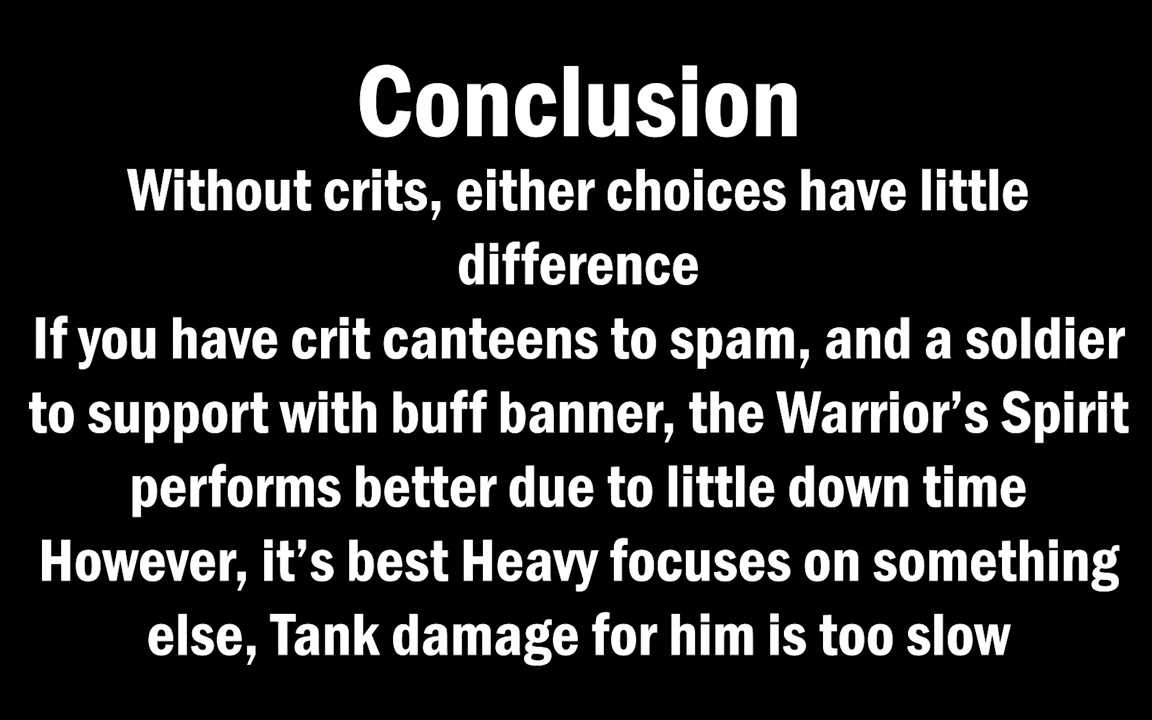 Conclusion
Without crits, either choices have little
difference
If you have crit canteens to spam, and a soldier
to support with buff banner, the Warrior’s Spirit
performs better due to little down time
However, it’s best Heavy focuses on something
else, Tank damage for him is too slow